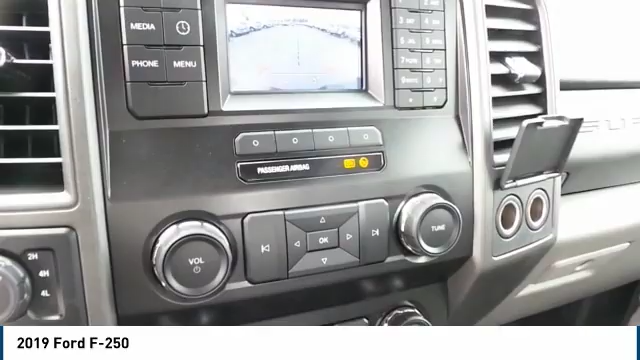 MEDIA
PHONE MENU
PASSENGER AIRBAG
VOL
OK
TUNE
2H
4H
4L
2019 Ford F-250